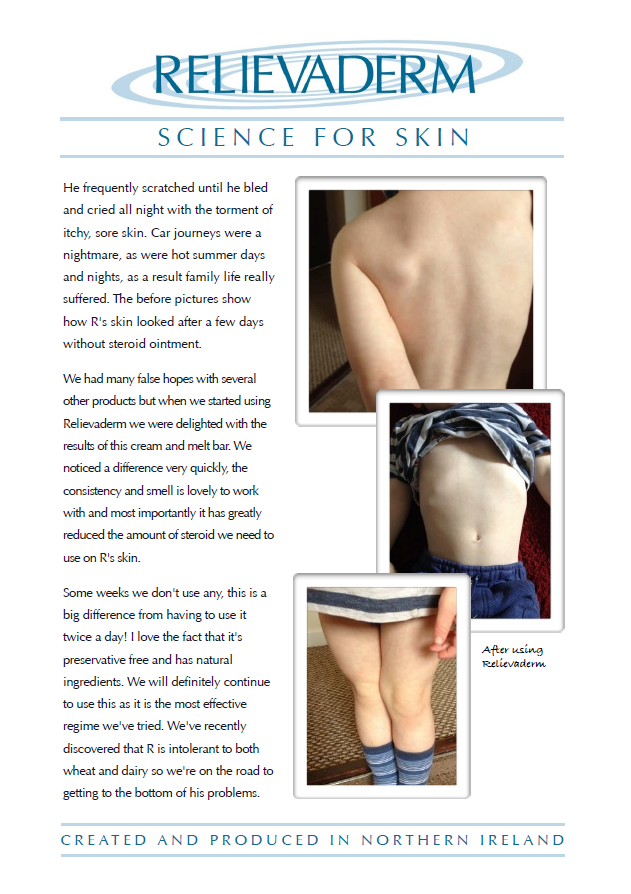 RELIEVADERM
SCIENCE FOR SKIN
He frequently scratched until he bled
and cried all night with the torment of
itchy, sore skin. Car journeys were a
nightmare, as were hot summer days
and nights, as a result family life really
suffered. The before pictures show
how R's skin looked after a few days
without steroid ointment.
We had many false hopes with several
other products but when we started using
Relievaderm we were delighted with the
results of this cream and melt bar. We
noticed a difference very quickly, the
consistency and smell is lovely to work
with and most importantly it has greatly
reduced the amount of steroid we need to
use on R's skin.
Some weeks we don't use any, this is a
big difference from having to use it
twice a day! I love the fact that it's
preservative free and has natural
ingredients. We will definitely continue
to use this as it is the most effective
regime we've tried. We've recently
discovered that R is intolerant to both
wheat and dairy so we're on the road to
getting to the bottom of his problems.
After using
Relievaderm
CREATED AND PRODUCED IN NORTHERN IRELAND